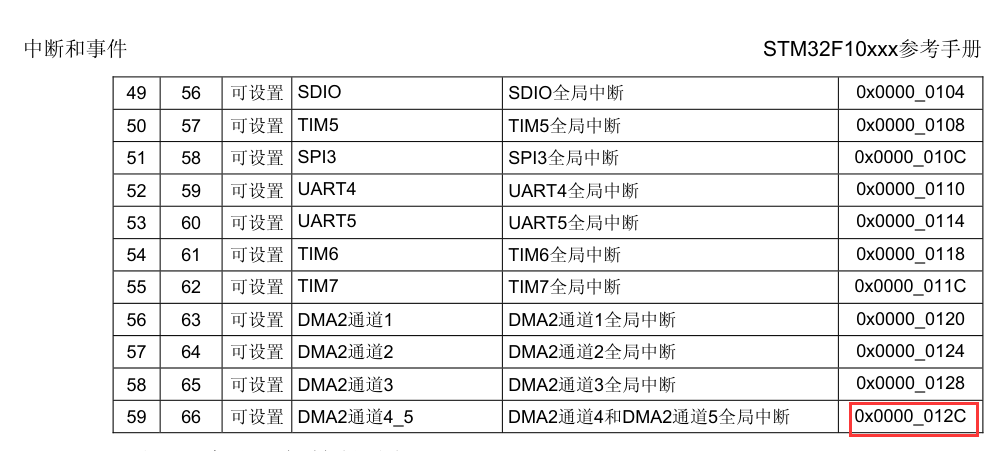 中断和事件 STM32F10xxx参考手册
49 56 可设置 SDIO SDIO全局中断 0x0000_0104
50 57 可设置 TIM5 TIM5全局中断 0x0000_0108
51 58 可设置 SPI3 SPI3全局中断 0x0000_010C
52 59 可设置 UART4 UART4全局中断 0x0000_0110
53 60 可设置 UART5 UART5全局中断 0x0000_0114
54 61 可设置 TIM6 TIM6全局中断 0x0000_0118
55 62 可设置 TIM7 TIM7全局中断 0x0000_011C
56 63 可设置 DMA2通道1 DMA2通道1全局中断 0x0000_0120
57 64 可设置 DMA2通道2 DMA2通道2全局中断 0x0000_0124
58 65 可设置 DMA2通道3 DMA2通道3全局中断 0x0000_0128
59 66 可设置 DMA2通道4_5 DMA2通道4和DMA2通道5全局中断 0x0000_012C